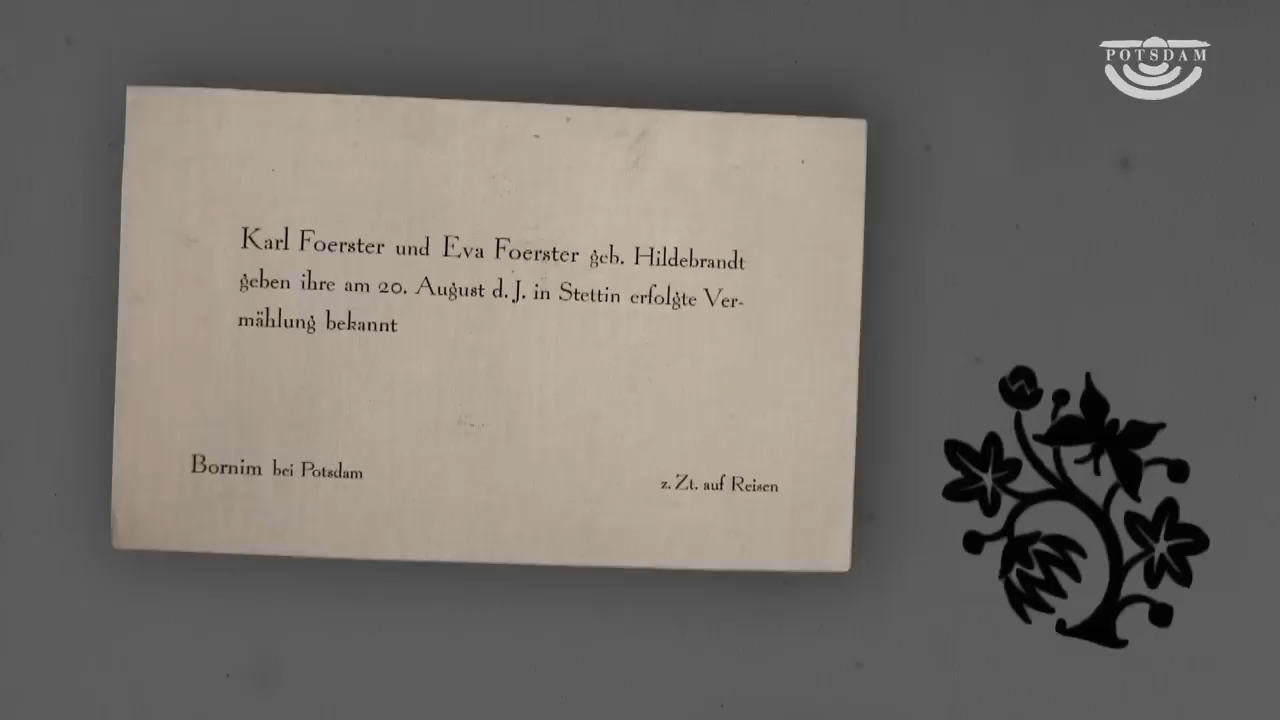 POTSDAM
Karl Foerster und Eva Foerster geb. Hildebrandt
geben ihre am 20. August d. J. in Stettin erfolgte Ver-
mählung bekannt
Bornim bei Potsdam
z. Zt. auf Reisen